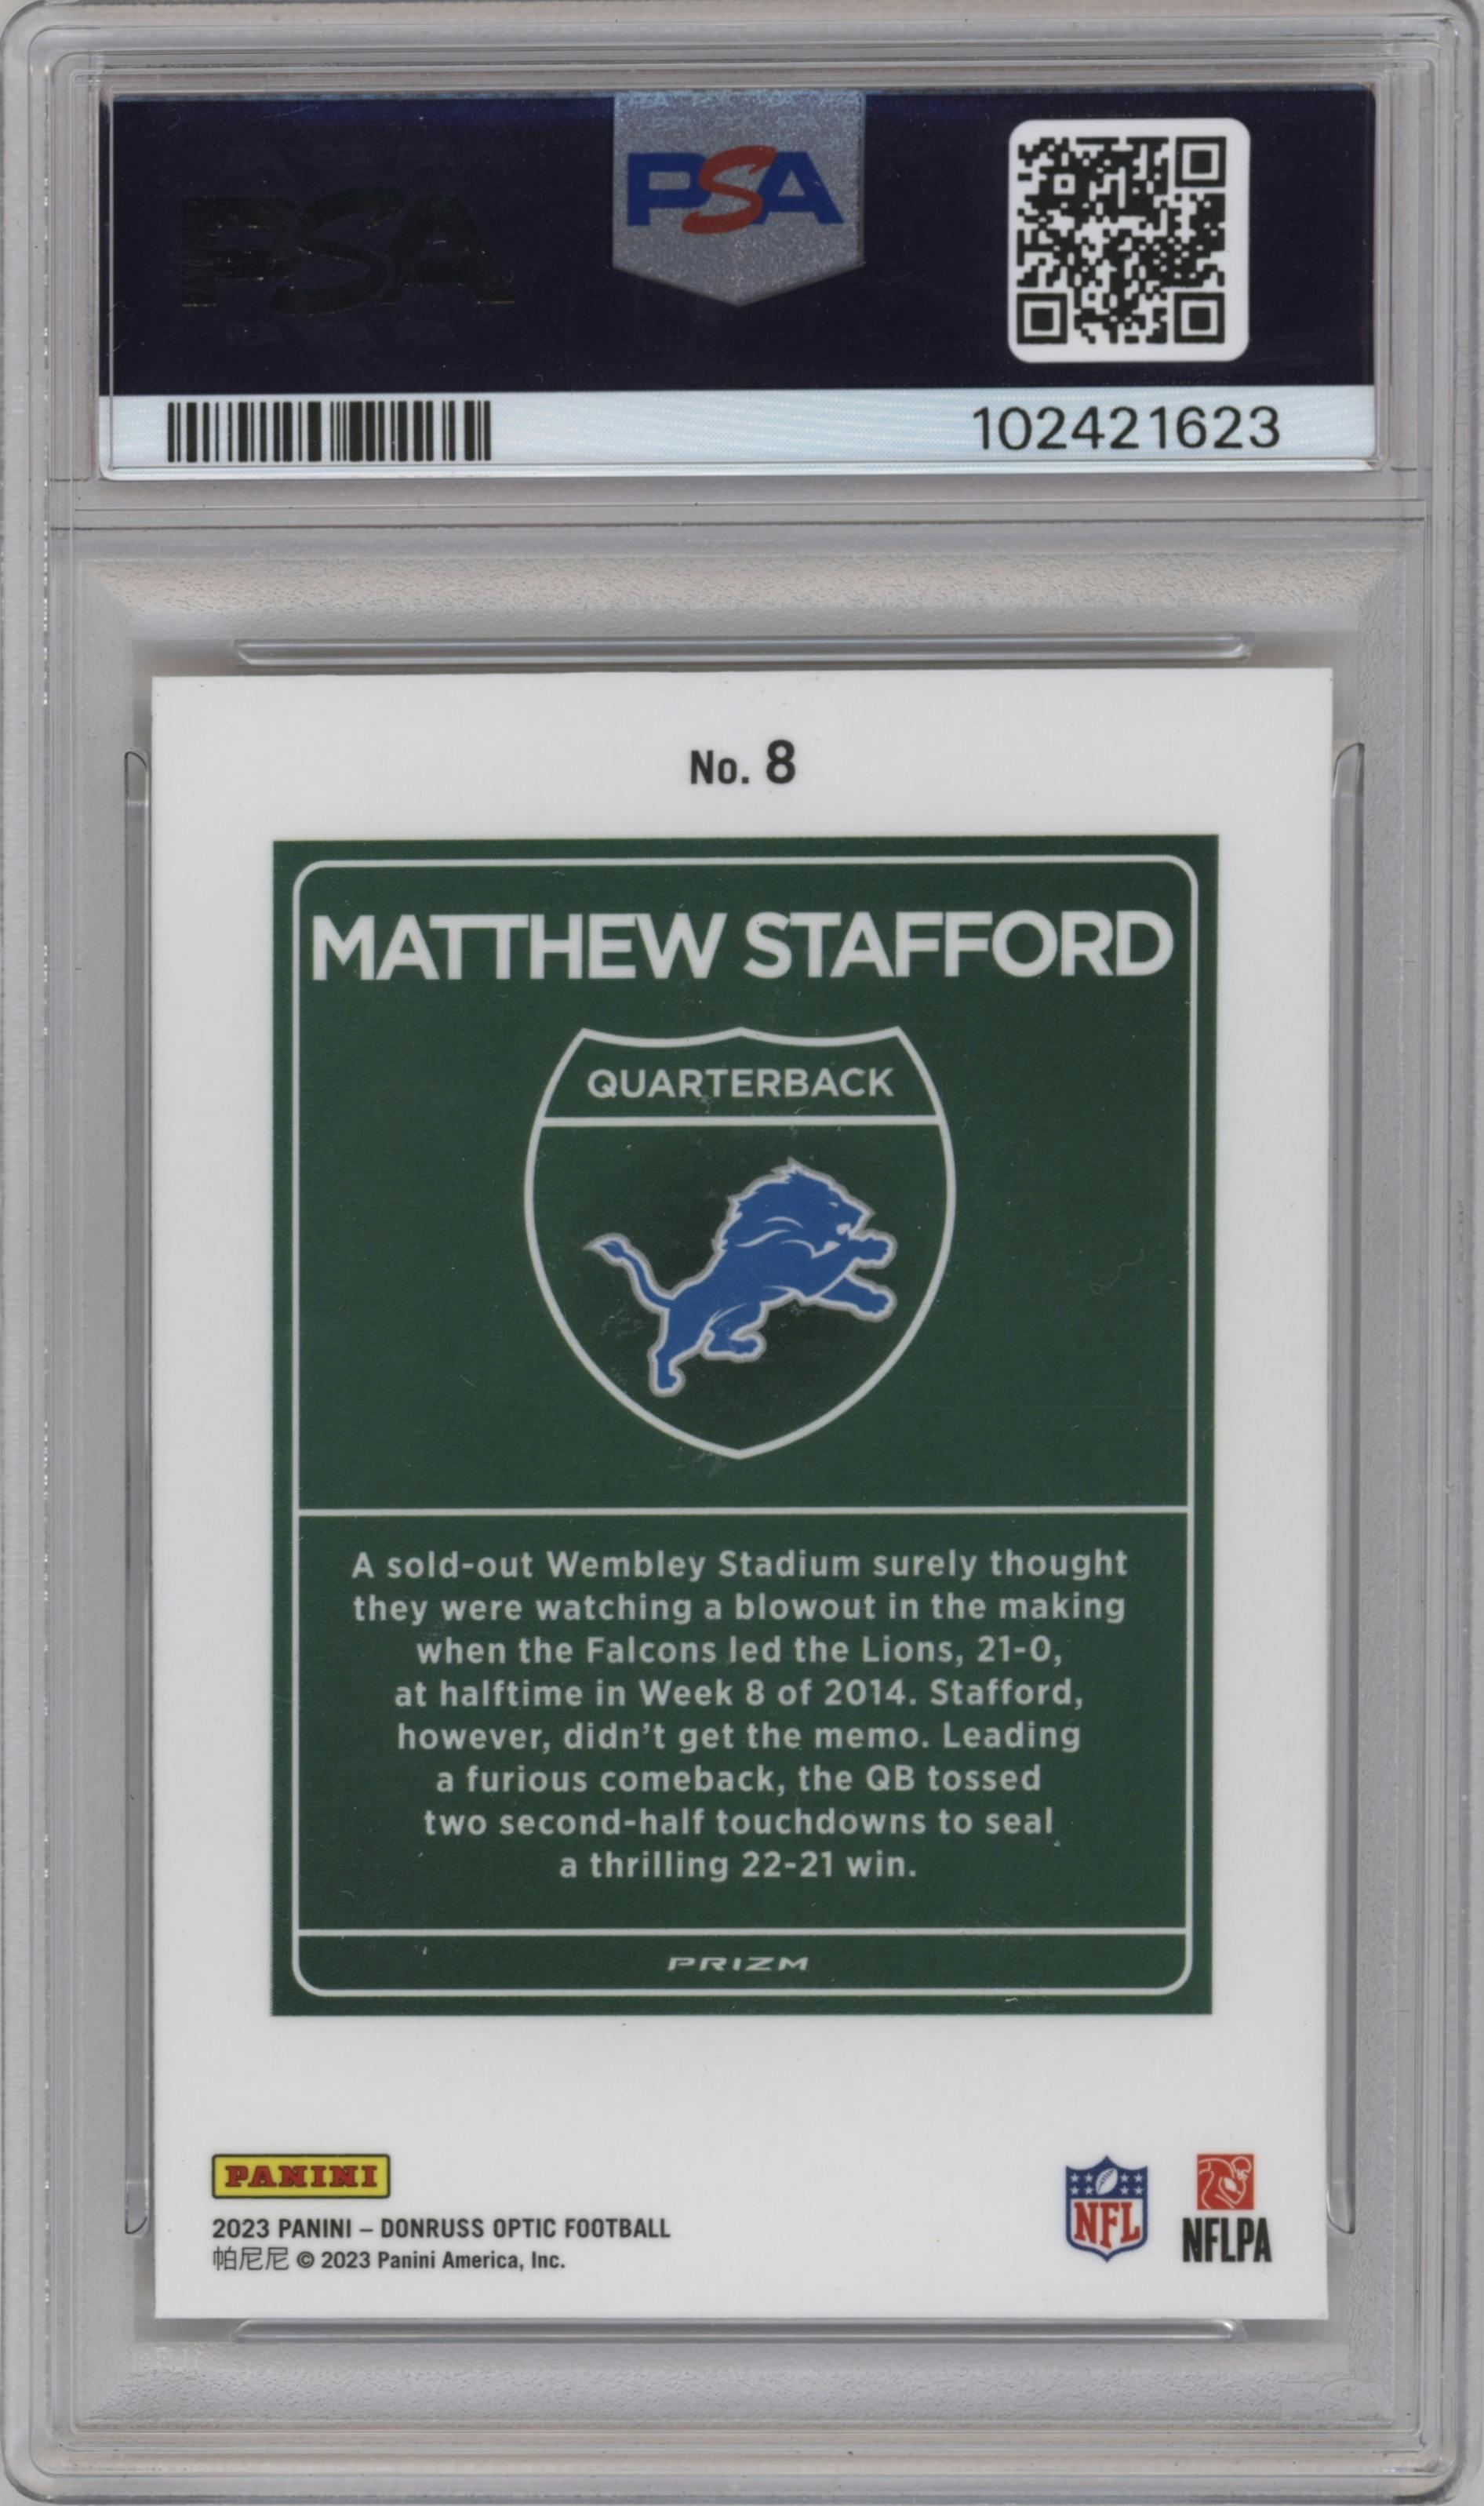 PSA
PSA
102421623
No. 8
MATTHEW STAFFORD
QUARTERBACK
A sold-out Wembley Stadium surely thought
they were watching a blowout in the making
when the Falcons led the Lions, 21-0,
at halftime in Week 8 of 2014. Stafford,
however, didn't get the memo. Leading
a furious comeback, the QB tossed
two second-half touchdowns to seal
a thrilling 22-21 win.
PRIZM
PANINI
2023 PANINI – DONRUSS OPTIC FOOTBALL
帕尼尼 © 2023 Panini America, Inc.
NFL
NFLPA